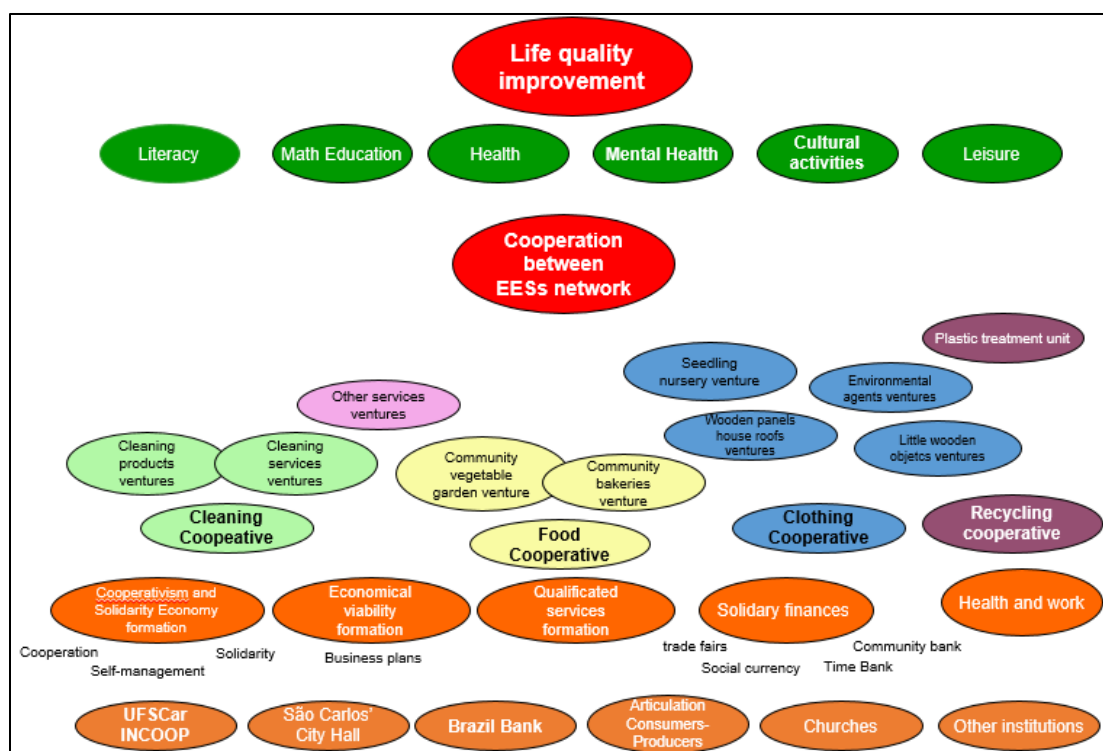 Life quality
improvement
Literacy
Math Education
Health
Mental Health
Cultural
activities
Leisure
Cooperation
between
EESs network
Plastic treatment unit
Seedling
nursery venture
Environmental
agents ventures
Other services
ventures
Wooden panels
house roofs
ventures
Little wooden
objetcs ventures
Cleaning
products
ventures
Cleaning
services
ventures
Community
vegetable
garden venture
Community
bakeries
venture
Cleaning
Coopeative
Food
Cooperative
Clothing
Cooperative
Recycling
cooperative
Cooperativism and
Solidarity Economy
formation
Economical
viability
formation
Qualificated
services
formation
Solidary finances
Health and work
Cooperation
Self-management
Solidarity
Business plans
trade fairs
Social currency
Time Bank
Community bank
UFSCar
INCOOP
São Carlos'
City Hall
Brazil Bank
Articulation
Consumers-
Producers
Churches
Other institutions